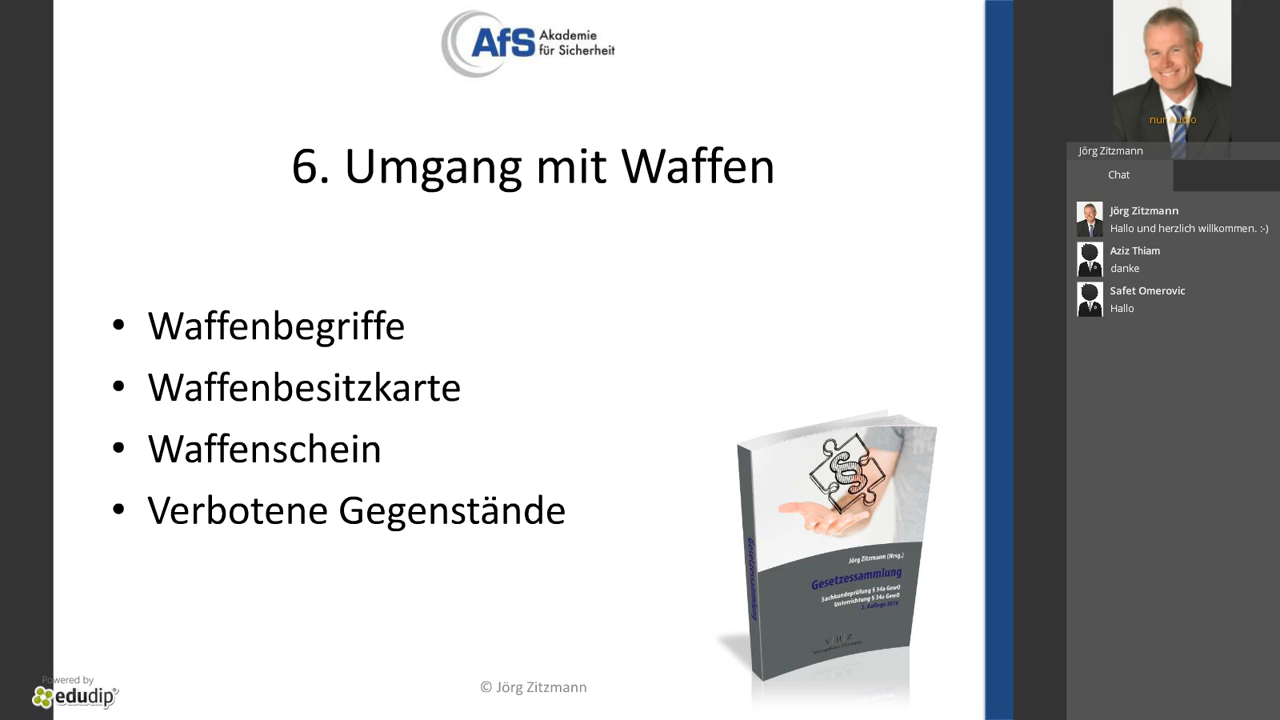 AfS Akademie
für Sicherheit
6. Umgang mit Waffen
• Waffenbegriffe
• Waffenbesitzkarte
• Waffenschein
• Verbotene Gegenstände
Jörg Zitzmann (Hrsg.)
Gesetzessammlung
Sachkundeprüfung § 34a GewO
Unterrichtung § 34a GewO
Gesetzessammlung
© Jörg Zitzmann
Powered by
edudip
nur audio
Jörg Zitzmann
Chat
Jörg Zitzmann
Hallo und herzlich willkommen. :-)
Aziz Thiam
danke
Safet Omerovic
Hallo